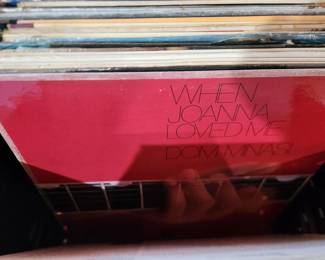 WHEN
JOANNA
LOVED ME
DOM MINASI